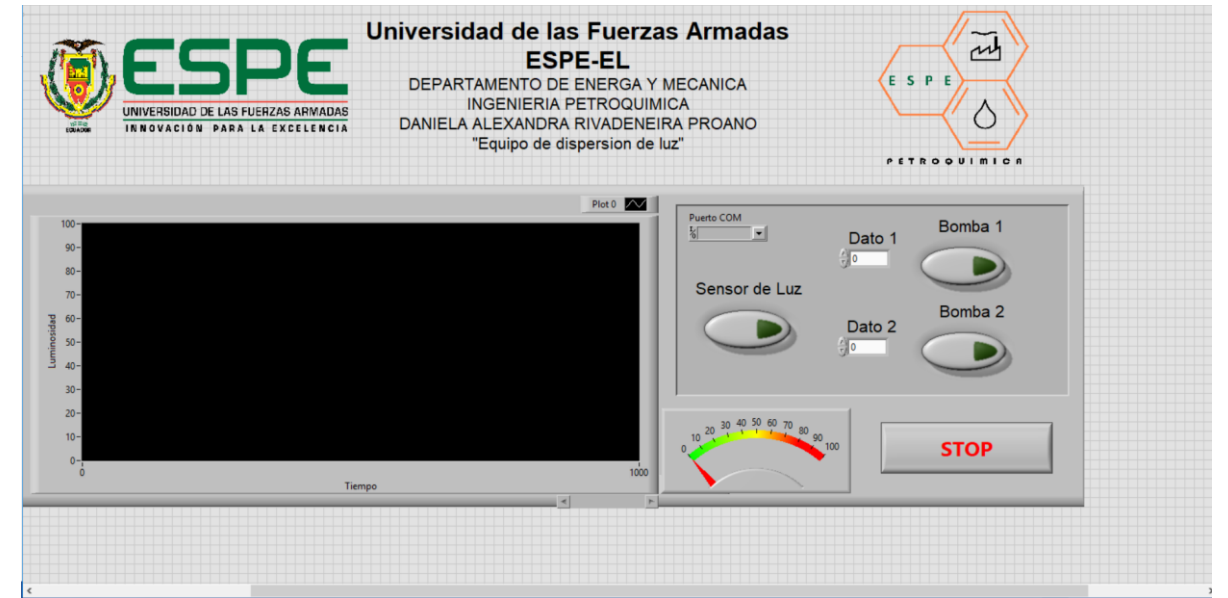 Universidad de las Fuerzas Armadas
ESPE-EL
DEPARTAMENTO DE ENERGA Y MECANICA
INGENIERIA PETROQUIMICA
DANIELA ALEXANDRA RIVADENEIRA PROANO
"Equipo de dispersion de luz"
ESPE
UNIVERSIDAD DE LAS FUERZAS ARMADAS
INNOVACIÓN PARA LA EXCELENCIA
ECUADOR
E S P E
PETROQUIMICA
Plot 0
100
90
80
70
60
50
40
30
20
10
0
Luminosidad
0
1000
Tiempo
Puerto COM
Dato 1
0
Bomba 1
Sensor de Luz
Dato 2
0
Bomba 2
0 10 20 30 40 50 60 70 80 90 100
STOP